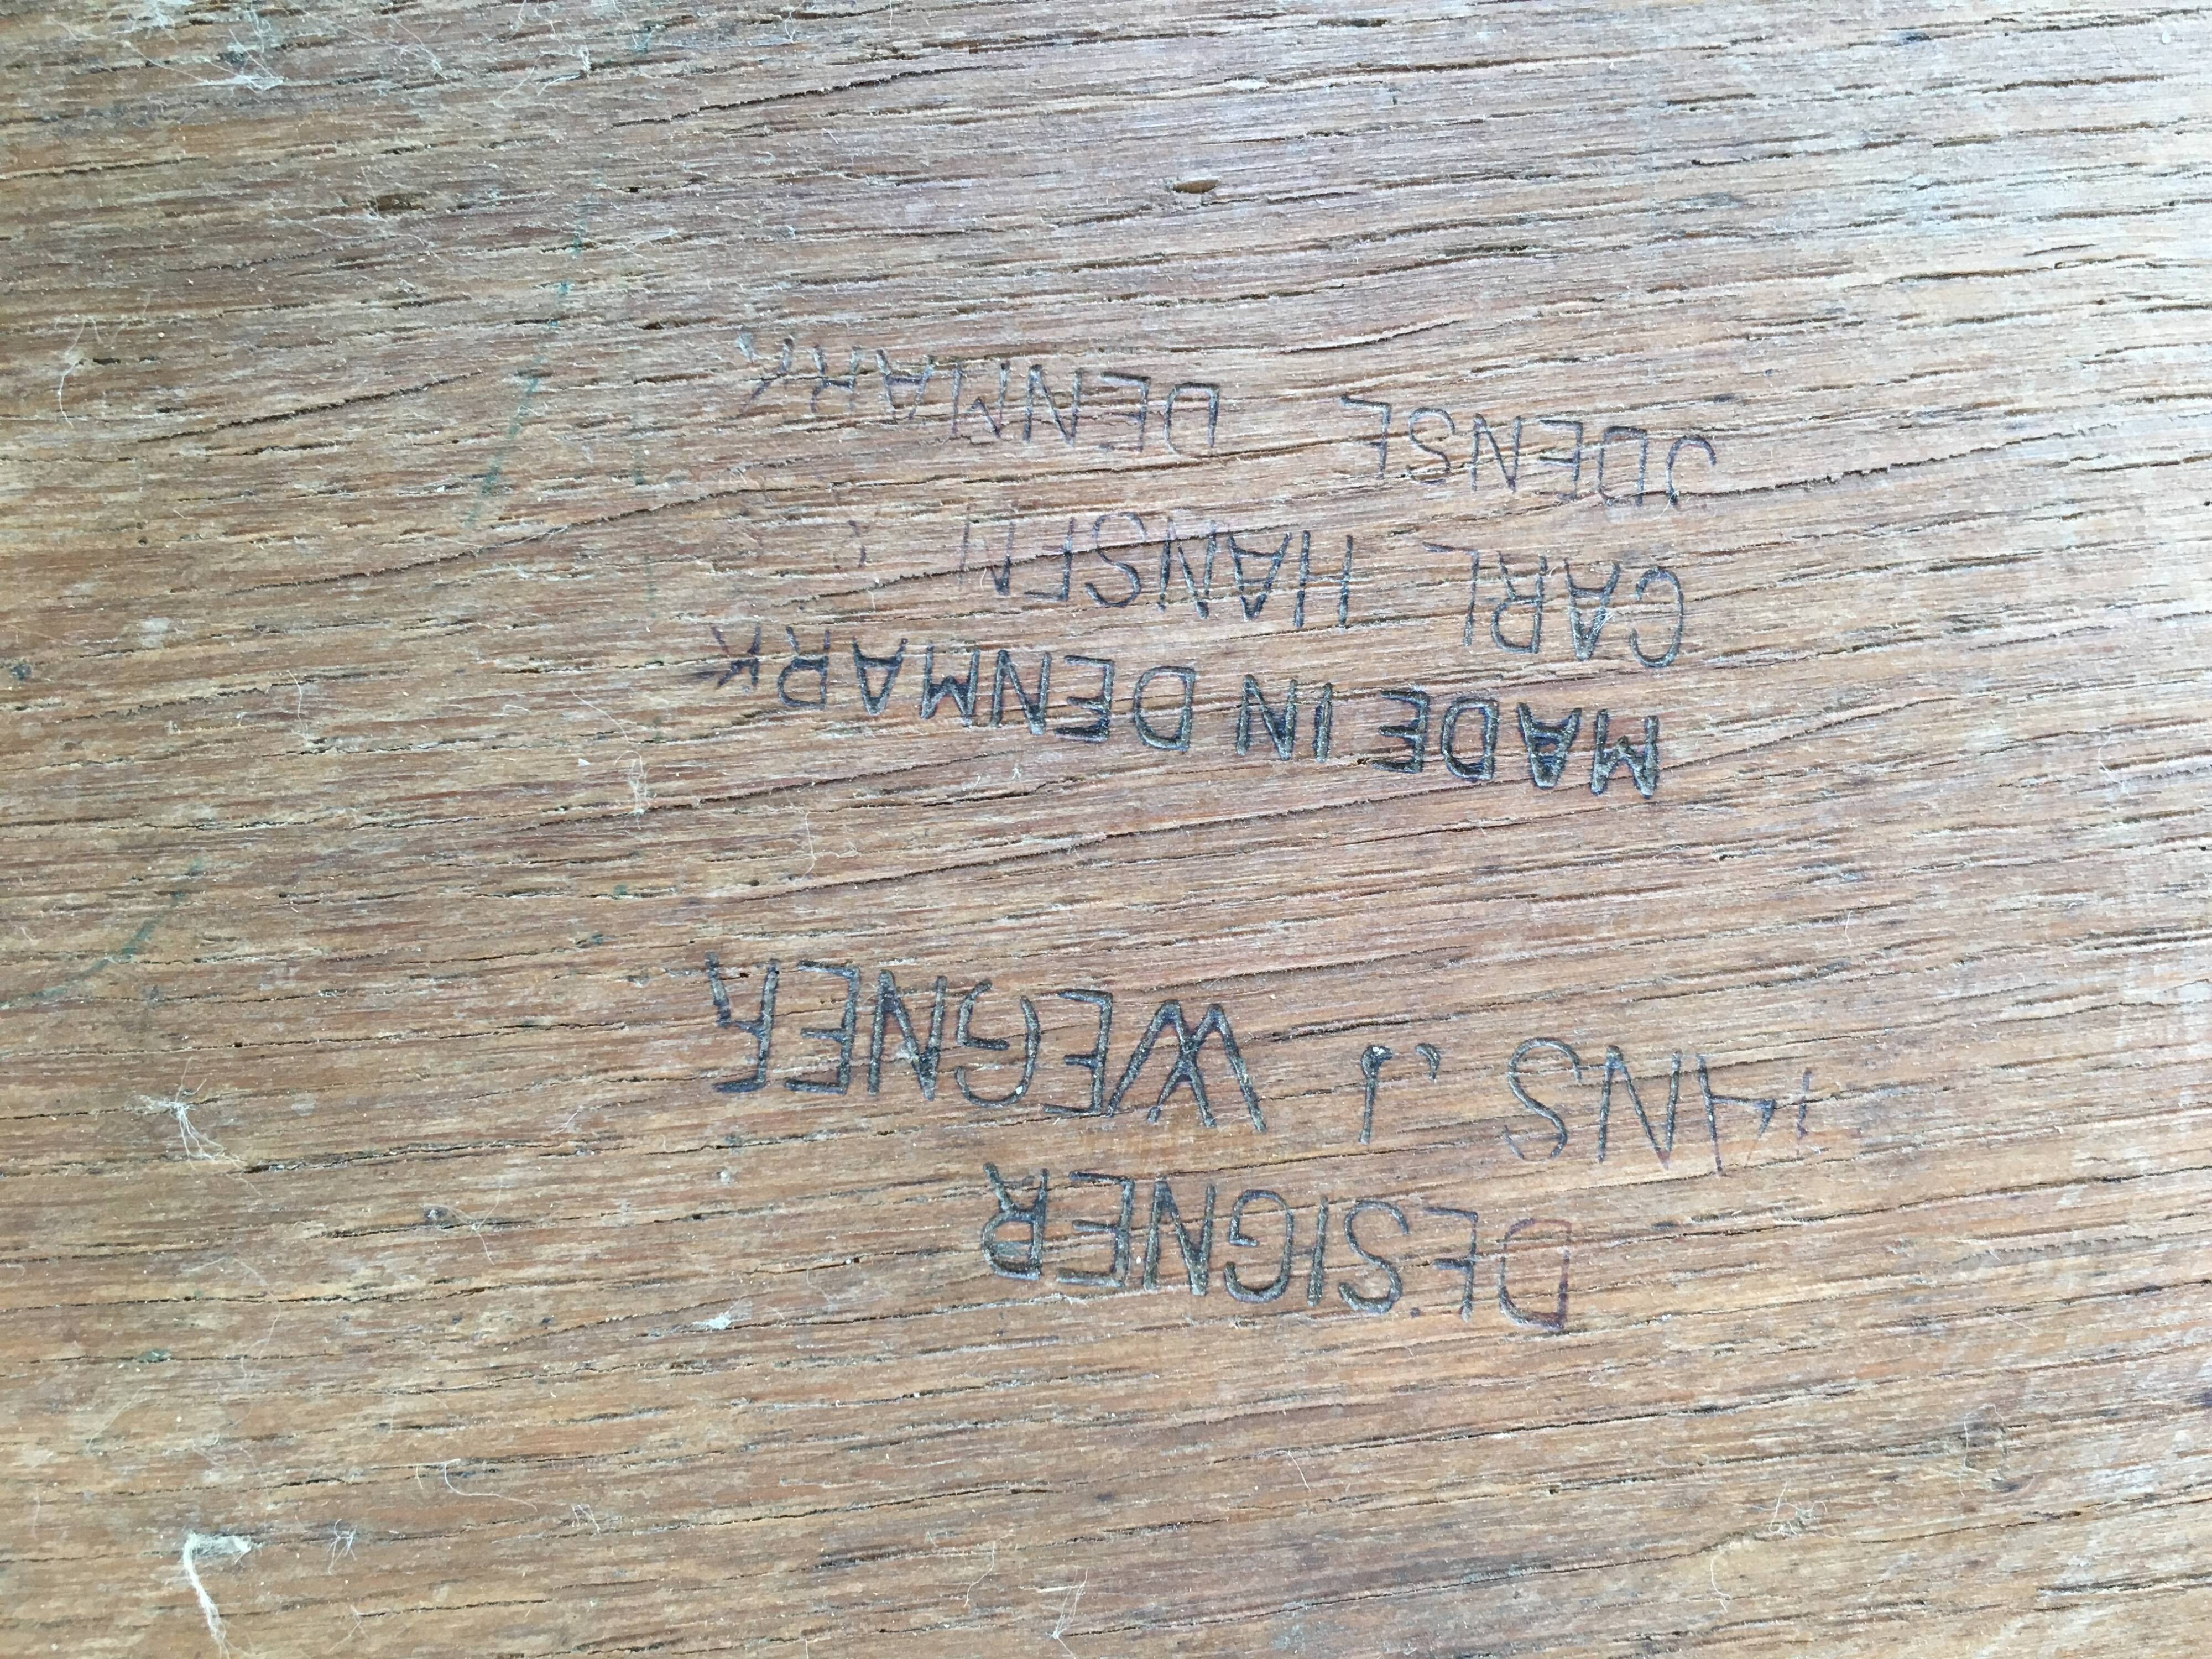 DESIGNER
HANS J. WEGNER
MADE IN DENMARK
CARL HANSEN
ODENSE DENMARK